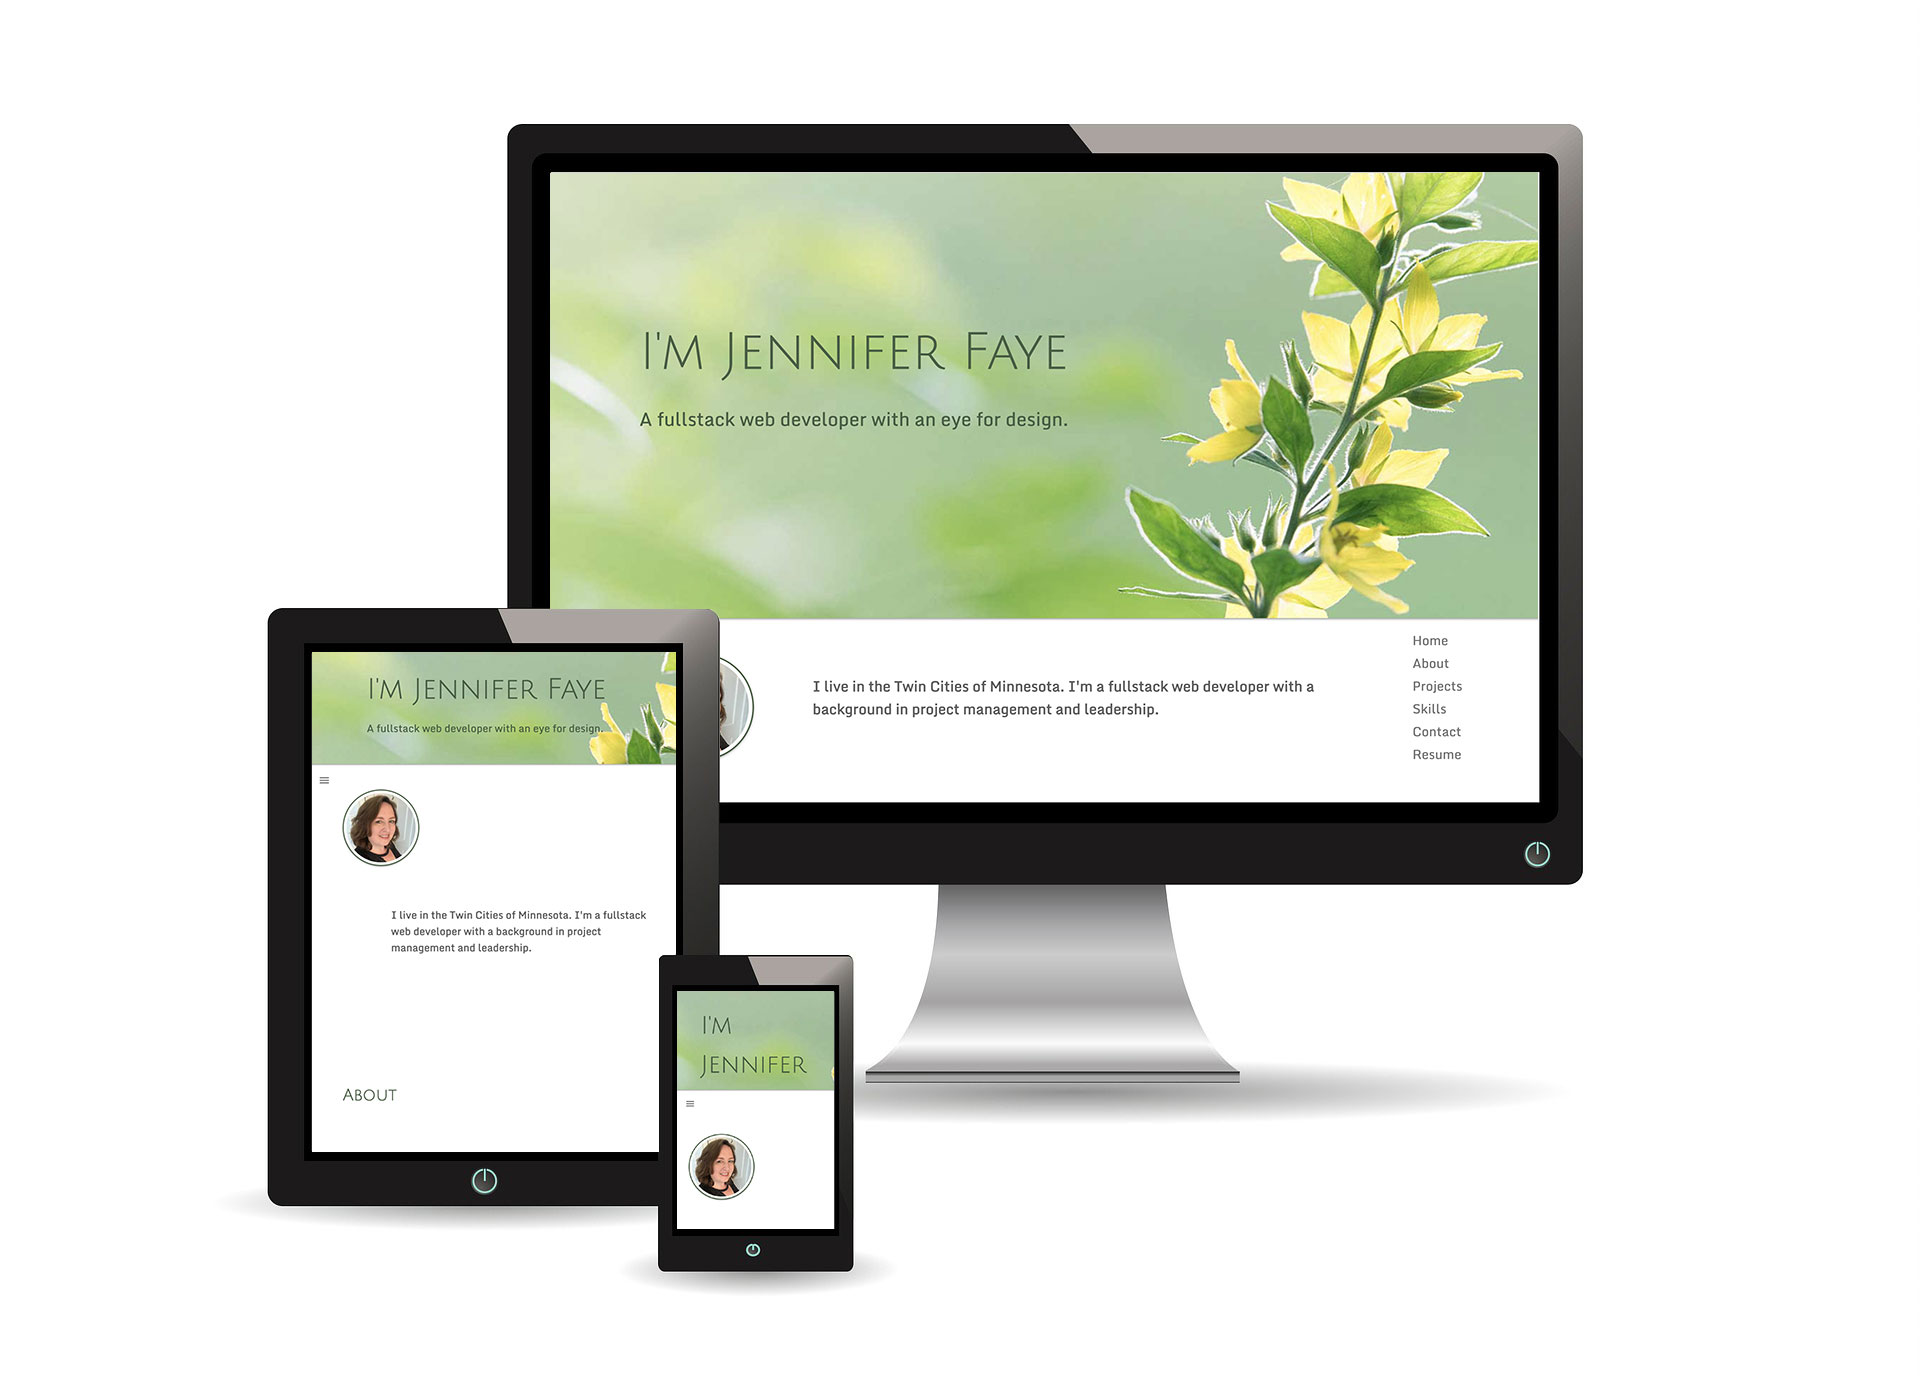 I'm Jennifer Faye
A fullstack web developer with an eye for design.
I live in the Twin Cities of Minnesota. I'm a fullstack web developer with a
background in project management and leadership.
Home
About
Projects
Skills
Contact
Resume
I'm Jennifer Faye
A fullstack web developer with an eye for design.
I live in the Twin Cities of Minnesota. I'm a fullstack
web developer with a background in project
management and leadership.
About
I'm
Jennifer